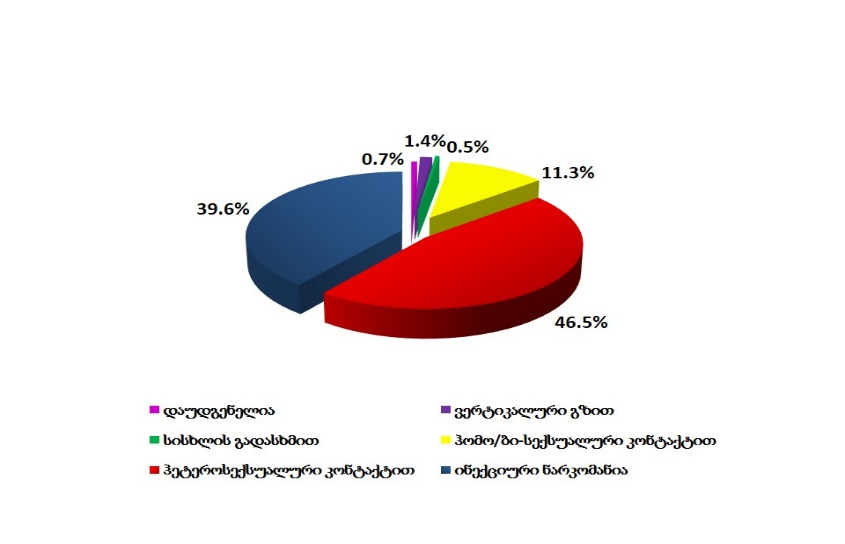 1.4%
0.5%
0.7%
11.3%
39.6%
46.5%
დაუდგენელია
ვერტიკალური გზით
სისხლის გადასხმით
ჰომო/ბი-სექსუალური კონტაქტით
ჰეტეროსექსუალური კონტაქტით
ინექციური ნარკომანია